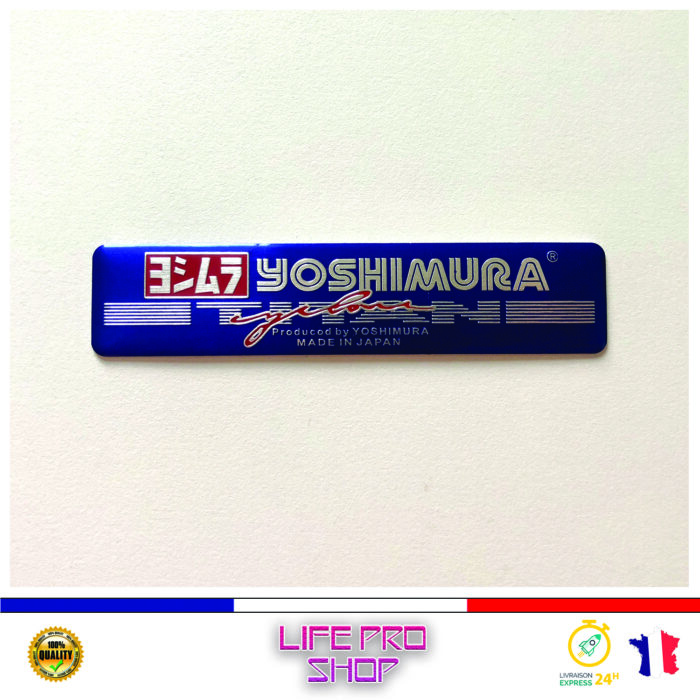 ヨシムラ YOSHIMURA®
cyclone
Produced by YOSHIMURA
MADE IN JAPAN
100%
QUALITY
LIFE PRO
SHOP
LIVRAISON
EXPRESS 24H